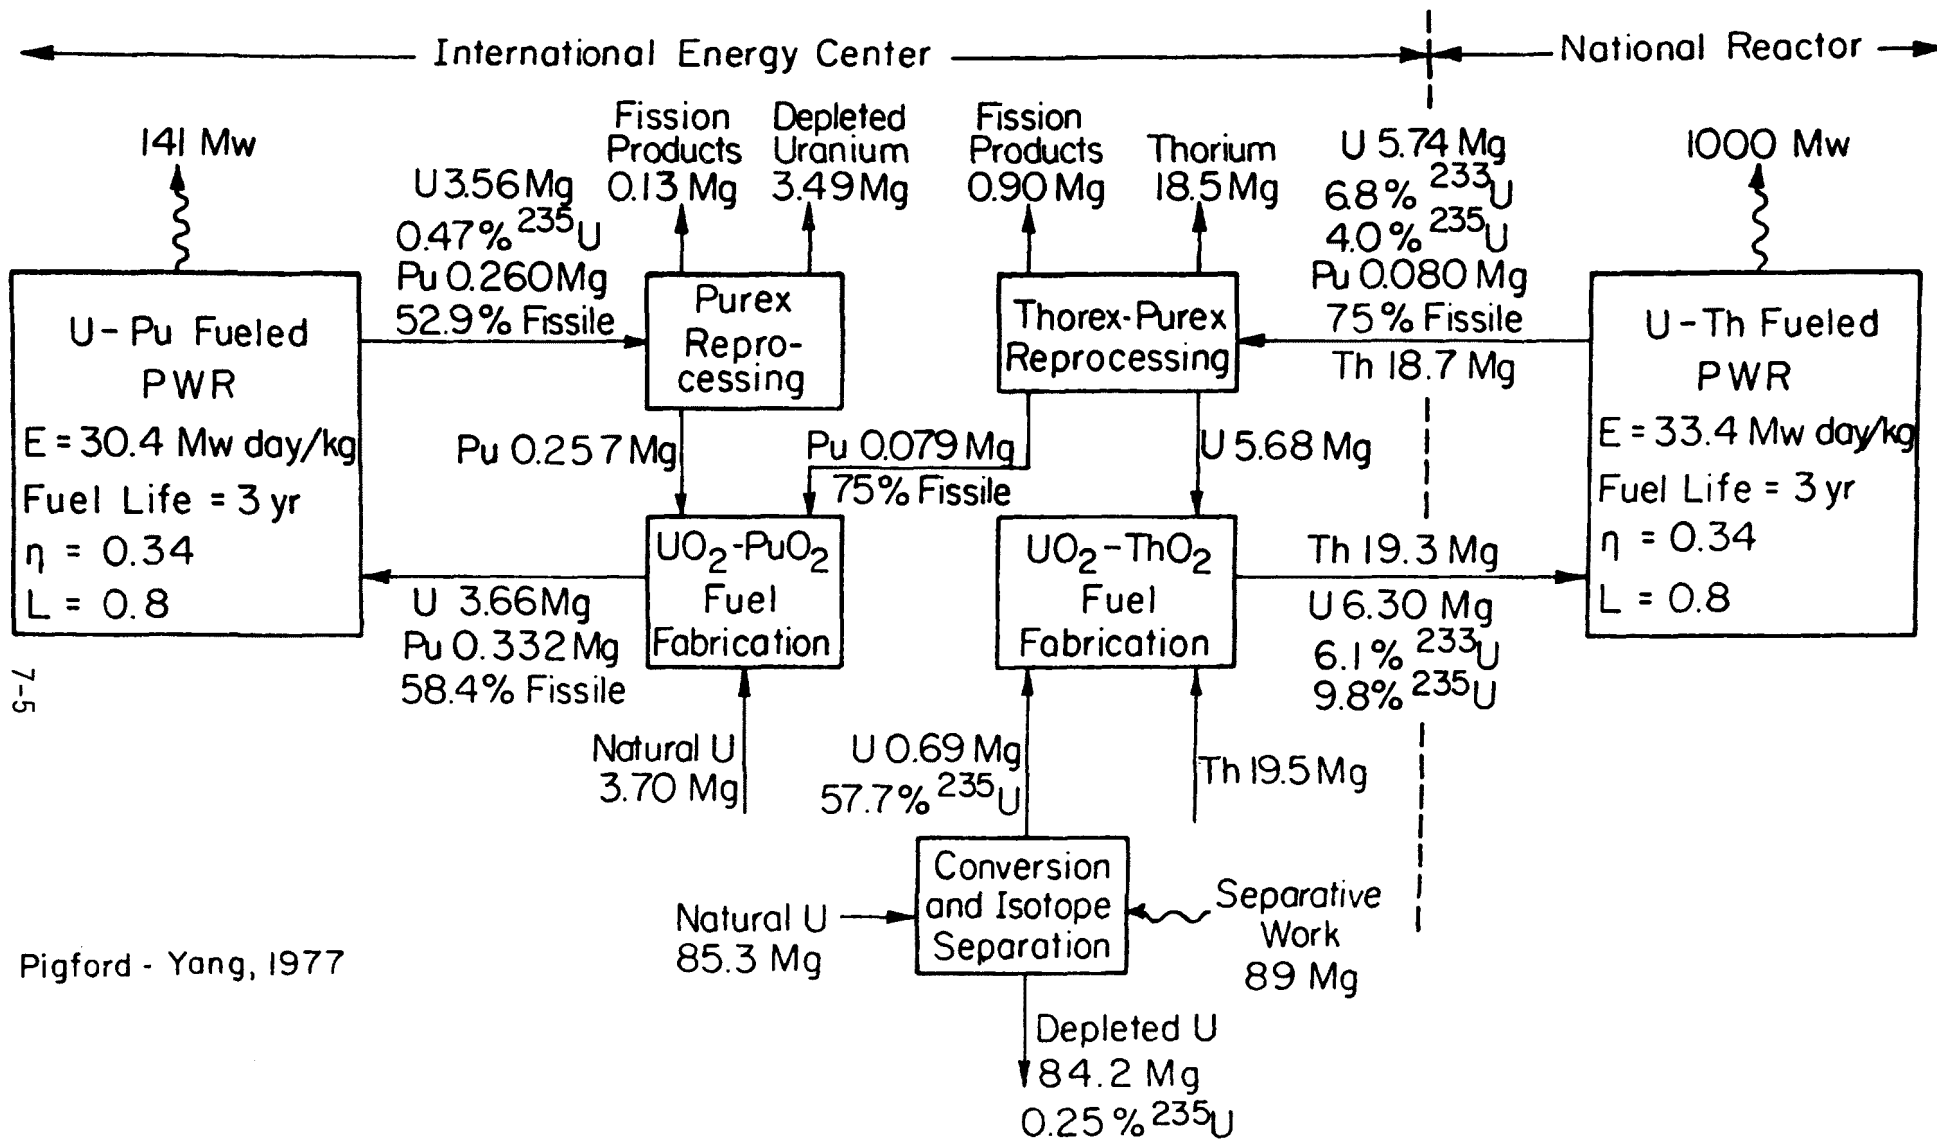 International Energy Center
National Reactor
141 Mw
Fission
Products
0.13 Mg
Depleted
Uranium
3.49 Mg
Fission
Products
0.90 Mg
Thorium
18.5 Mg
U 5.74 Mg
6.8% ²³³U
4.0% ²³⁵U
Pu 0.080 Mg
75% Fissile
Th 18.7 Mg
1000 Mw
U 3.56 Mg
0.47% ²³⁵U
Pu 0.260 Mg
52.9% Fissile
U-Pu Fueled
PWR
E = 30.4 Mw day/kg
Fuel Life = 3 yr
η = 0.34
L = 0.8
Purex
Repro-
cessing
Thorex-Purex
Reprocessing
U-Th Fueled
PWR
E = 33.4 Mw day/kg
Fuel Life = 3 yr
η = 0.34
L = 0.8
Pu 0.257 Mg
Pu 0.079 Mg
75% Fissile
U 5.68 Mg
UO₂-PuO₂
Fuel
Fabrication
UO₂-ThO₂
Fuel
Fabrication
U 3.66 Mg
Pu 0.332 Mg
58.4% Fissile
Th 19.3 Mg
U 6.30 Mg
6.1% ²³³U
9.8% ²³⁵U
7-5
Natural U
3.70 Mg
U 0.69 Mg
57.7% ²³⁵U
Th 19.5 Mg
Conversion
and Isotope
Separation
Natural U
85.3 Mg
Separative
Work
89 Mg
Depleted U
84.2 Mg
0.25% ²³⁵U
Pigford - Yang, 1977